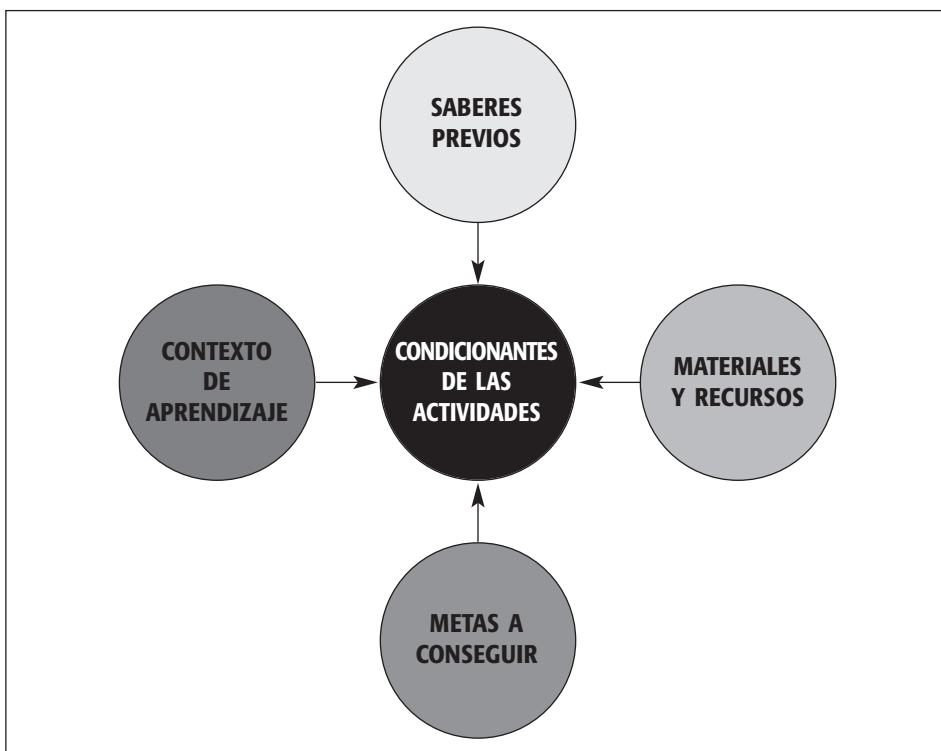 SABERES
PREVIOS
CONTEXTO
DE
APRENDIZAJE
CONDICIONANTES
DE LAS
ACTIVIDADES
MATERIALES
Y RECURSOS
METAS A
CONSEGUIR